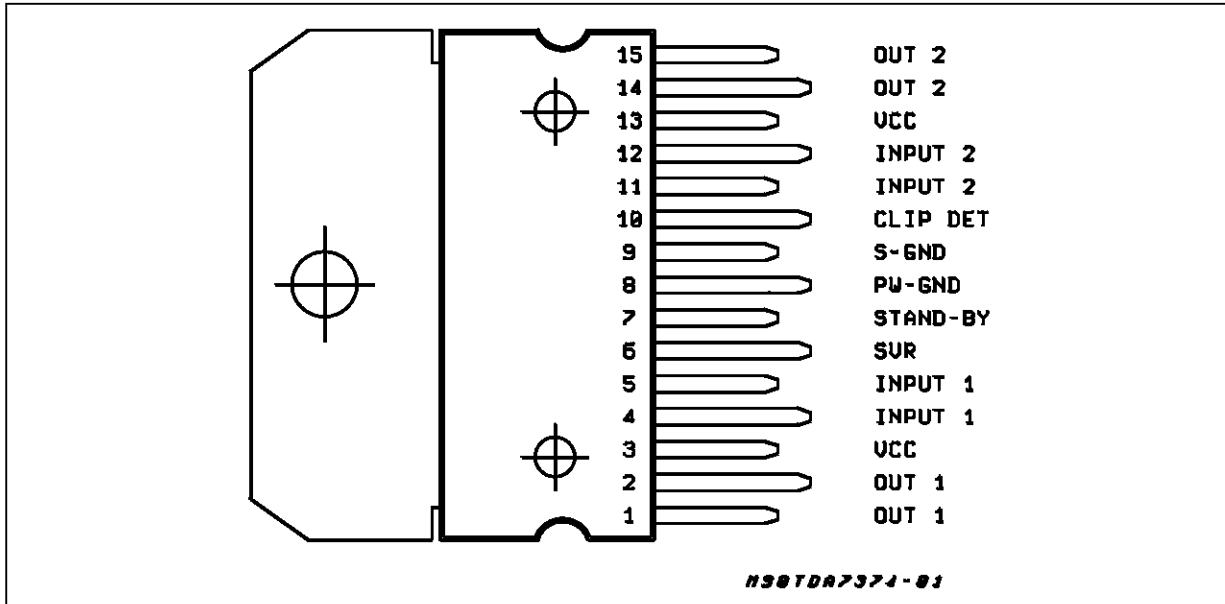 15 OUT 2
14 OUT 2
13 VCC
12 INPUT 2
11 INPUT 2
10 CLIP DET
9 S-GND
8 PW-GND
7 STAND-BY
6 SVR
5 INPUT 1
4 INPUT 1
3 VCC
2 OUT 1
1 OUT 1
M98TDA7374-01